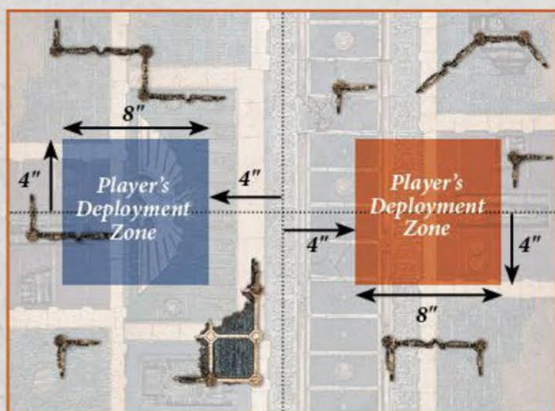 8"
4"
Player's
Deployment
Zone
4"
Player's
Deployment
Zone
4"
4"
8"